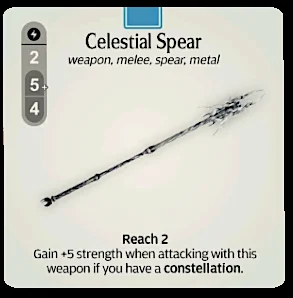 Celestial Spear
weapon, melee, spear, metal
2
5+
4
Reach 2
Gain +5 strength when attacking with this
weapon if you have a constellation.